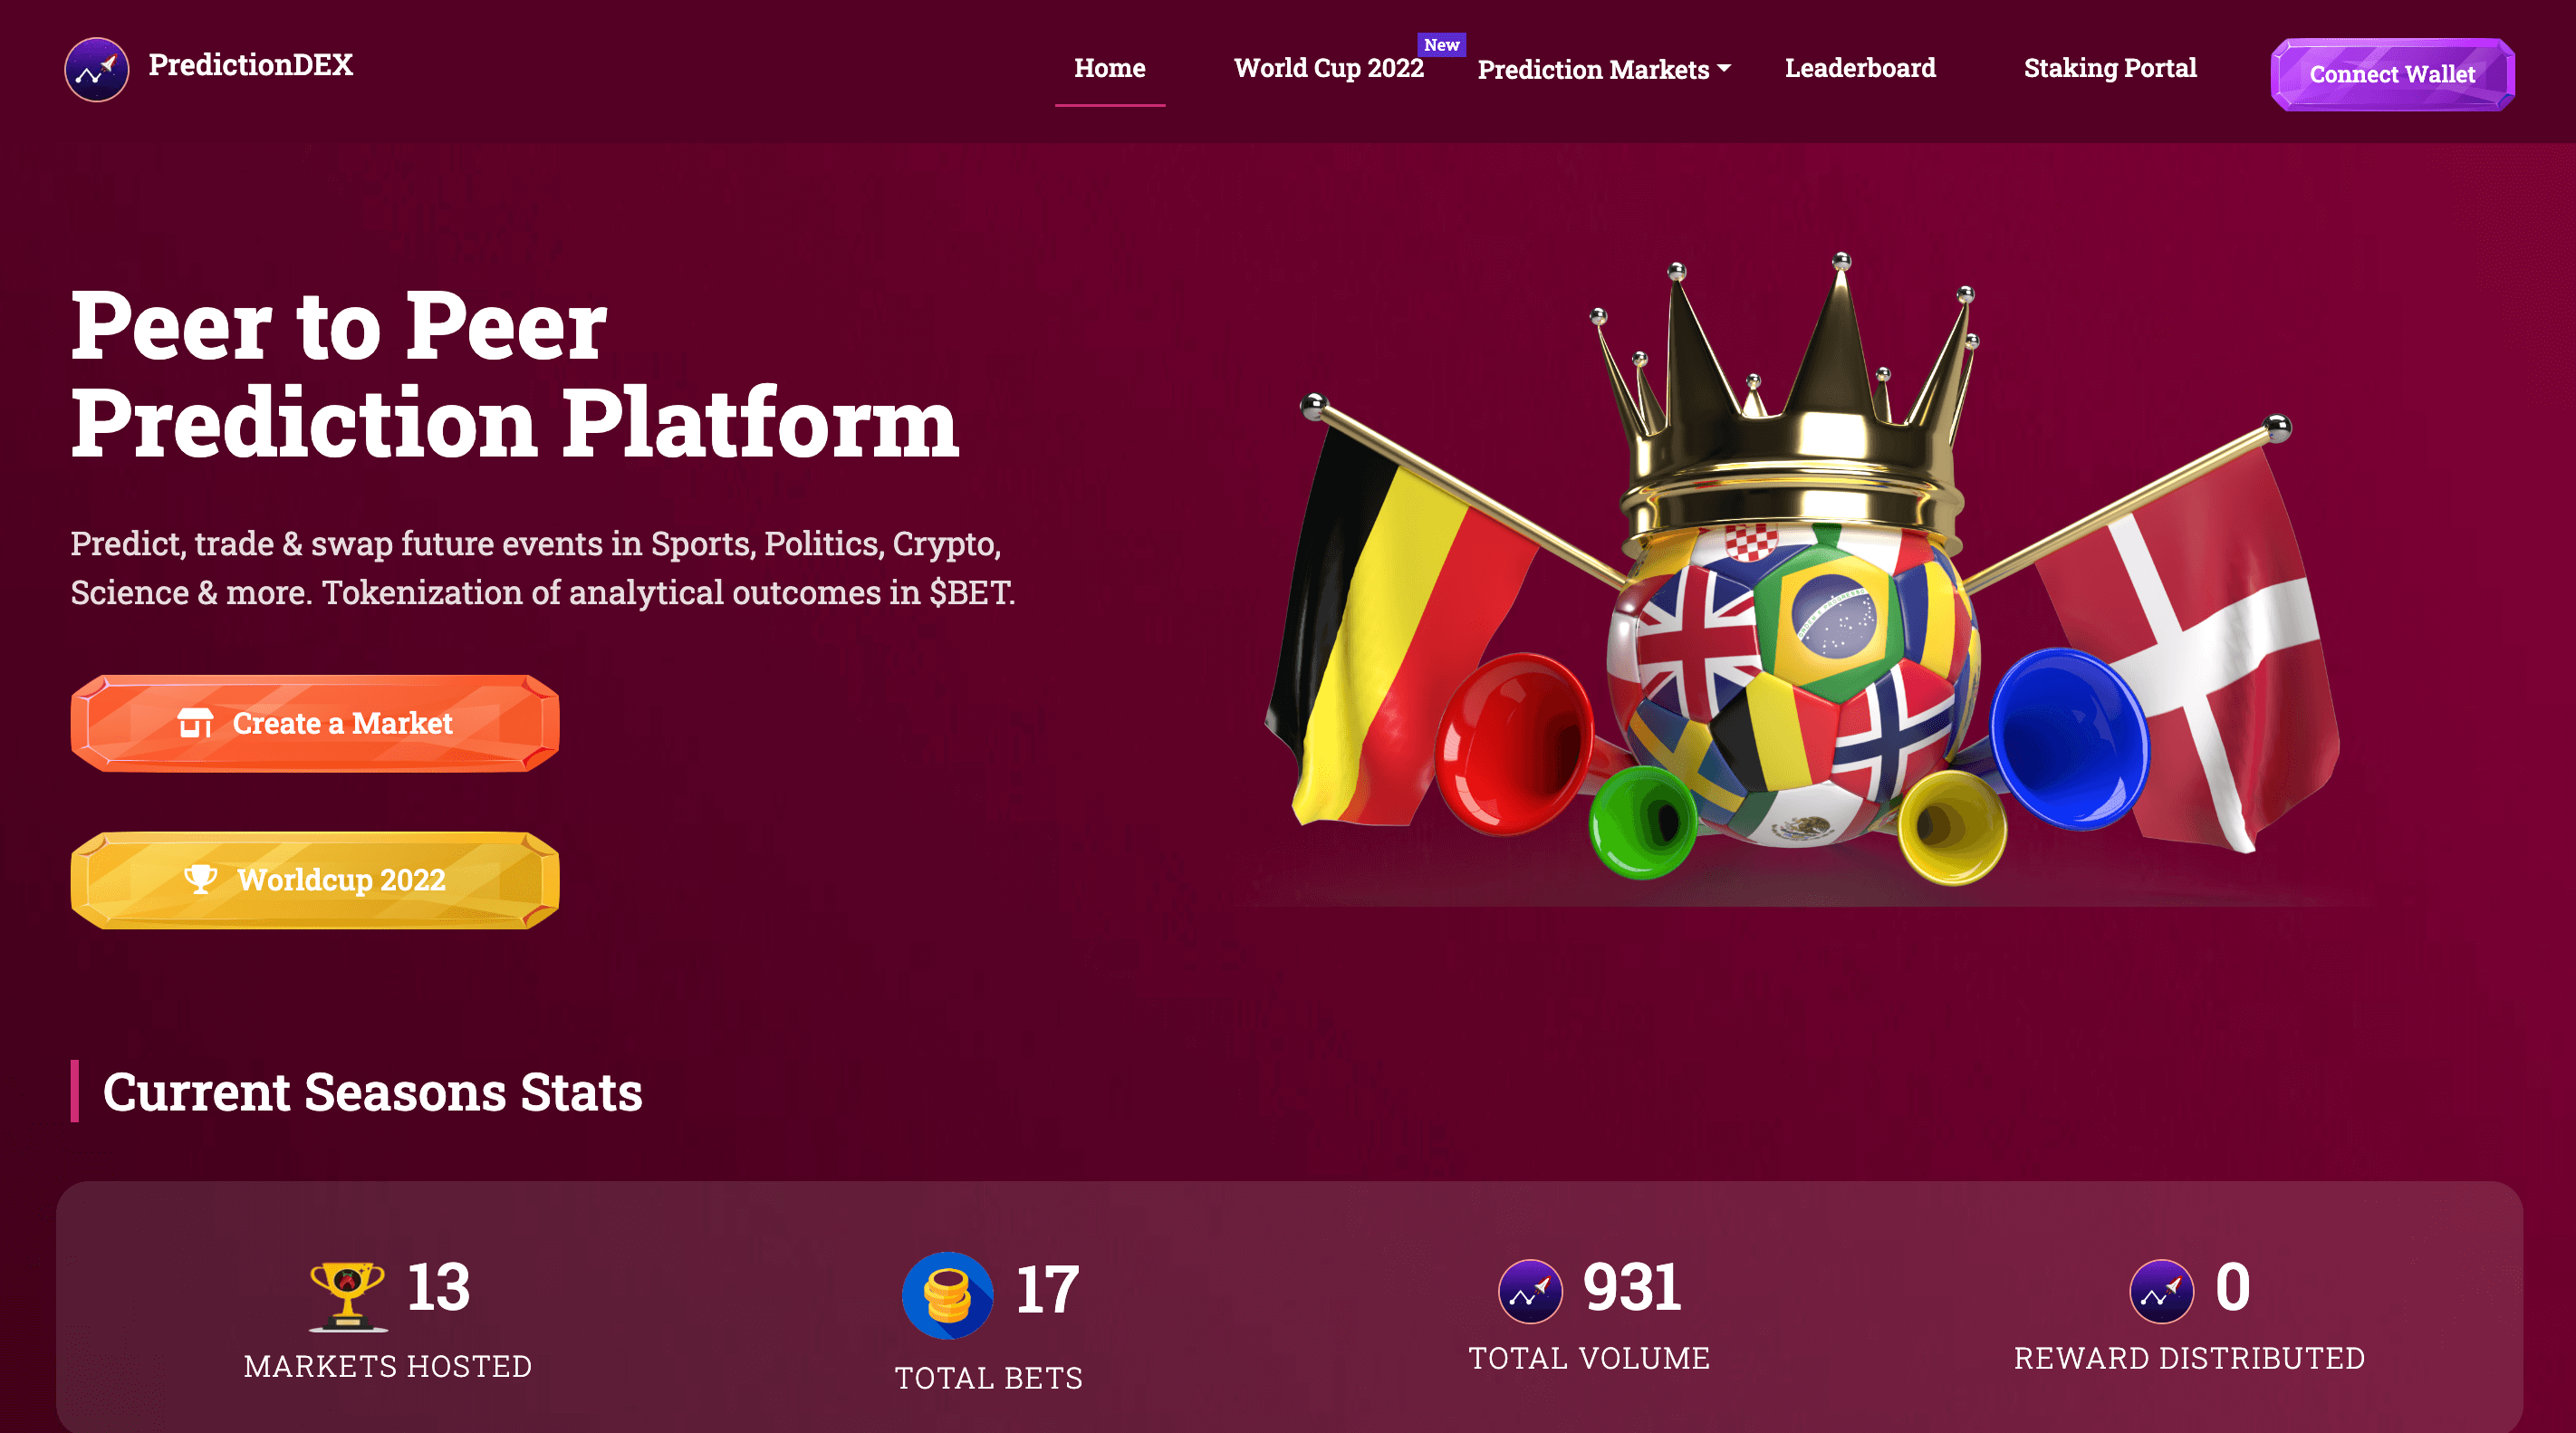 PredictionDEX
Home
World Cup 2022
New
Prediction Markets
Leaderboard
Staking Portal
Connect Wallet
Peer to Peer
Prediction Platform
Predict, trade & swap future events in Sports, Politics, Crypto,
Science & more. Tokenization of analytical outcomes in $BET.
Create a Market
Worldcup 2022
Current Seasons Stats
13
MARKETS HOSTED
17
TOTAL BETS
931
TOTAL VOLUME
0
REWARD DISTRIBUTED